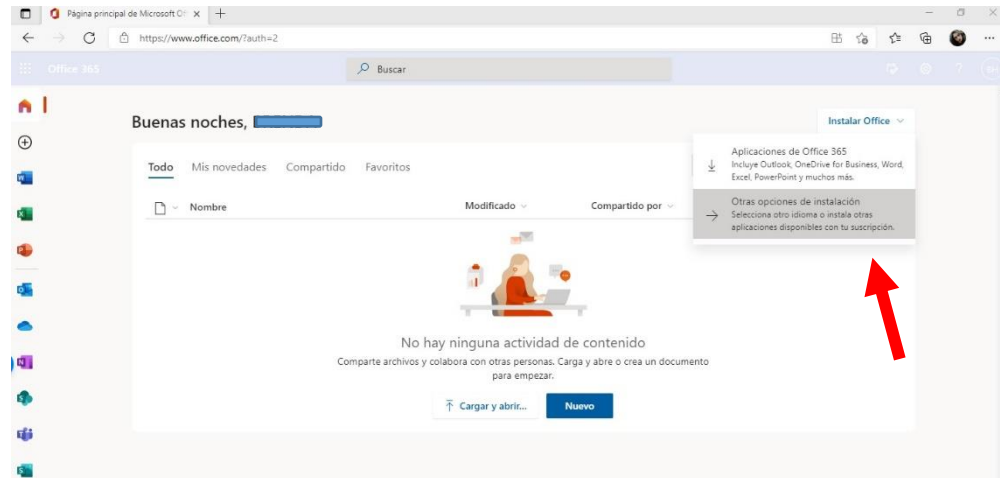 Página principal de Microsoft Of
https://www.office.com/?auth=2
Office 365
Buscar
Buenas noches,
Instalar Office
Aplicaciones de Office 365
Incluye Outlook, OneDrive for Business, Word,
Excel, PowerPoint y muchos más.
Otras opciones de instalación
Selecciona otro idioma o instala otras
aplicaciones disponibles con tu suscripción.
Todo Mis novedades Compartido Favoritos
Nombre Modificado Compartido por
No hay ninguna actividad de contenido
Comparte archivos y colabora con otras personas. Carga y abre o crea un documento
para empezar.
Cargar y abrir... Nuevo